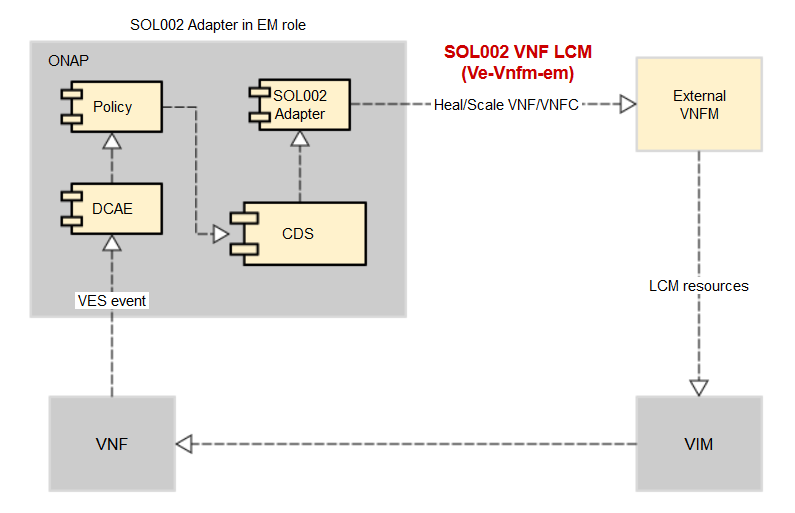 SOL002 Adapter in EM role
ONAP
SOL002 VNF LCM
(Ve-Vnfm-em)
Policy
SOL002
Adapter
Heal/Scale VNF/VNFC
External
VNFM
DCAE
CDS
VES event
LCM resources
VNF
VIM